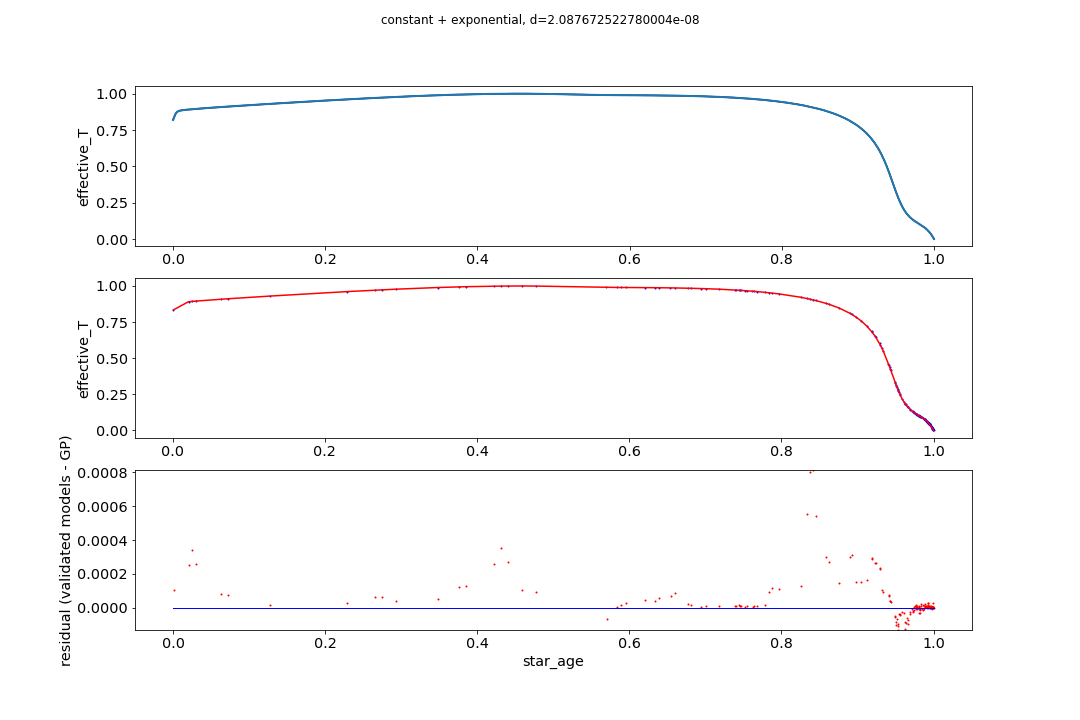 constant + exponential, d=2.087672522780004e-08
effective_T
1.00
0.75
0.50
0.25
0.00
0.0 0.2 0.4 0.6 0.8 1.0
effective_T
1.00
0.75
0.50
0.25
0.00
0.0 0.2 0.4 0.6 0.8 1.0
residual (validated models - GP)
0.0008
0.0006
0.0004
0.0002
0.0000
0.0 0.2 0.4 0.6 0.8 1.0
star_age